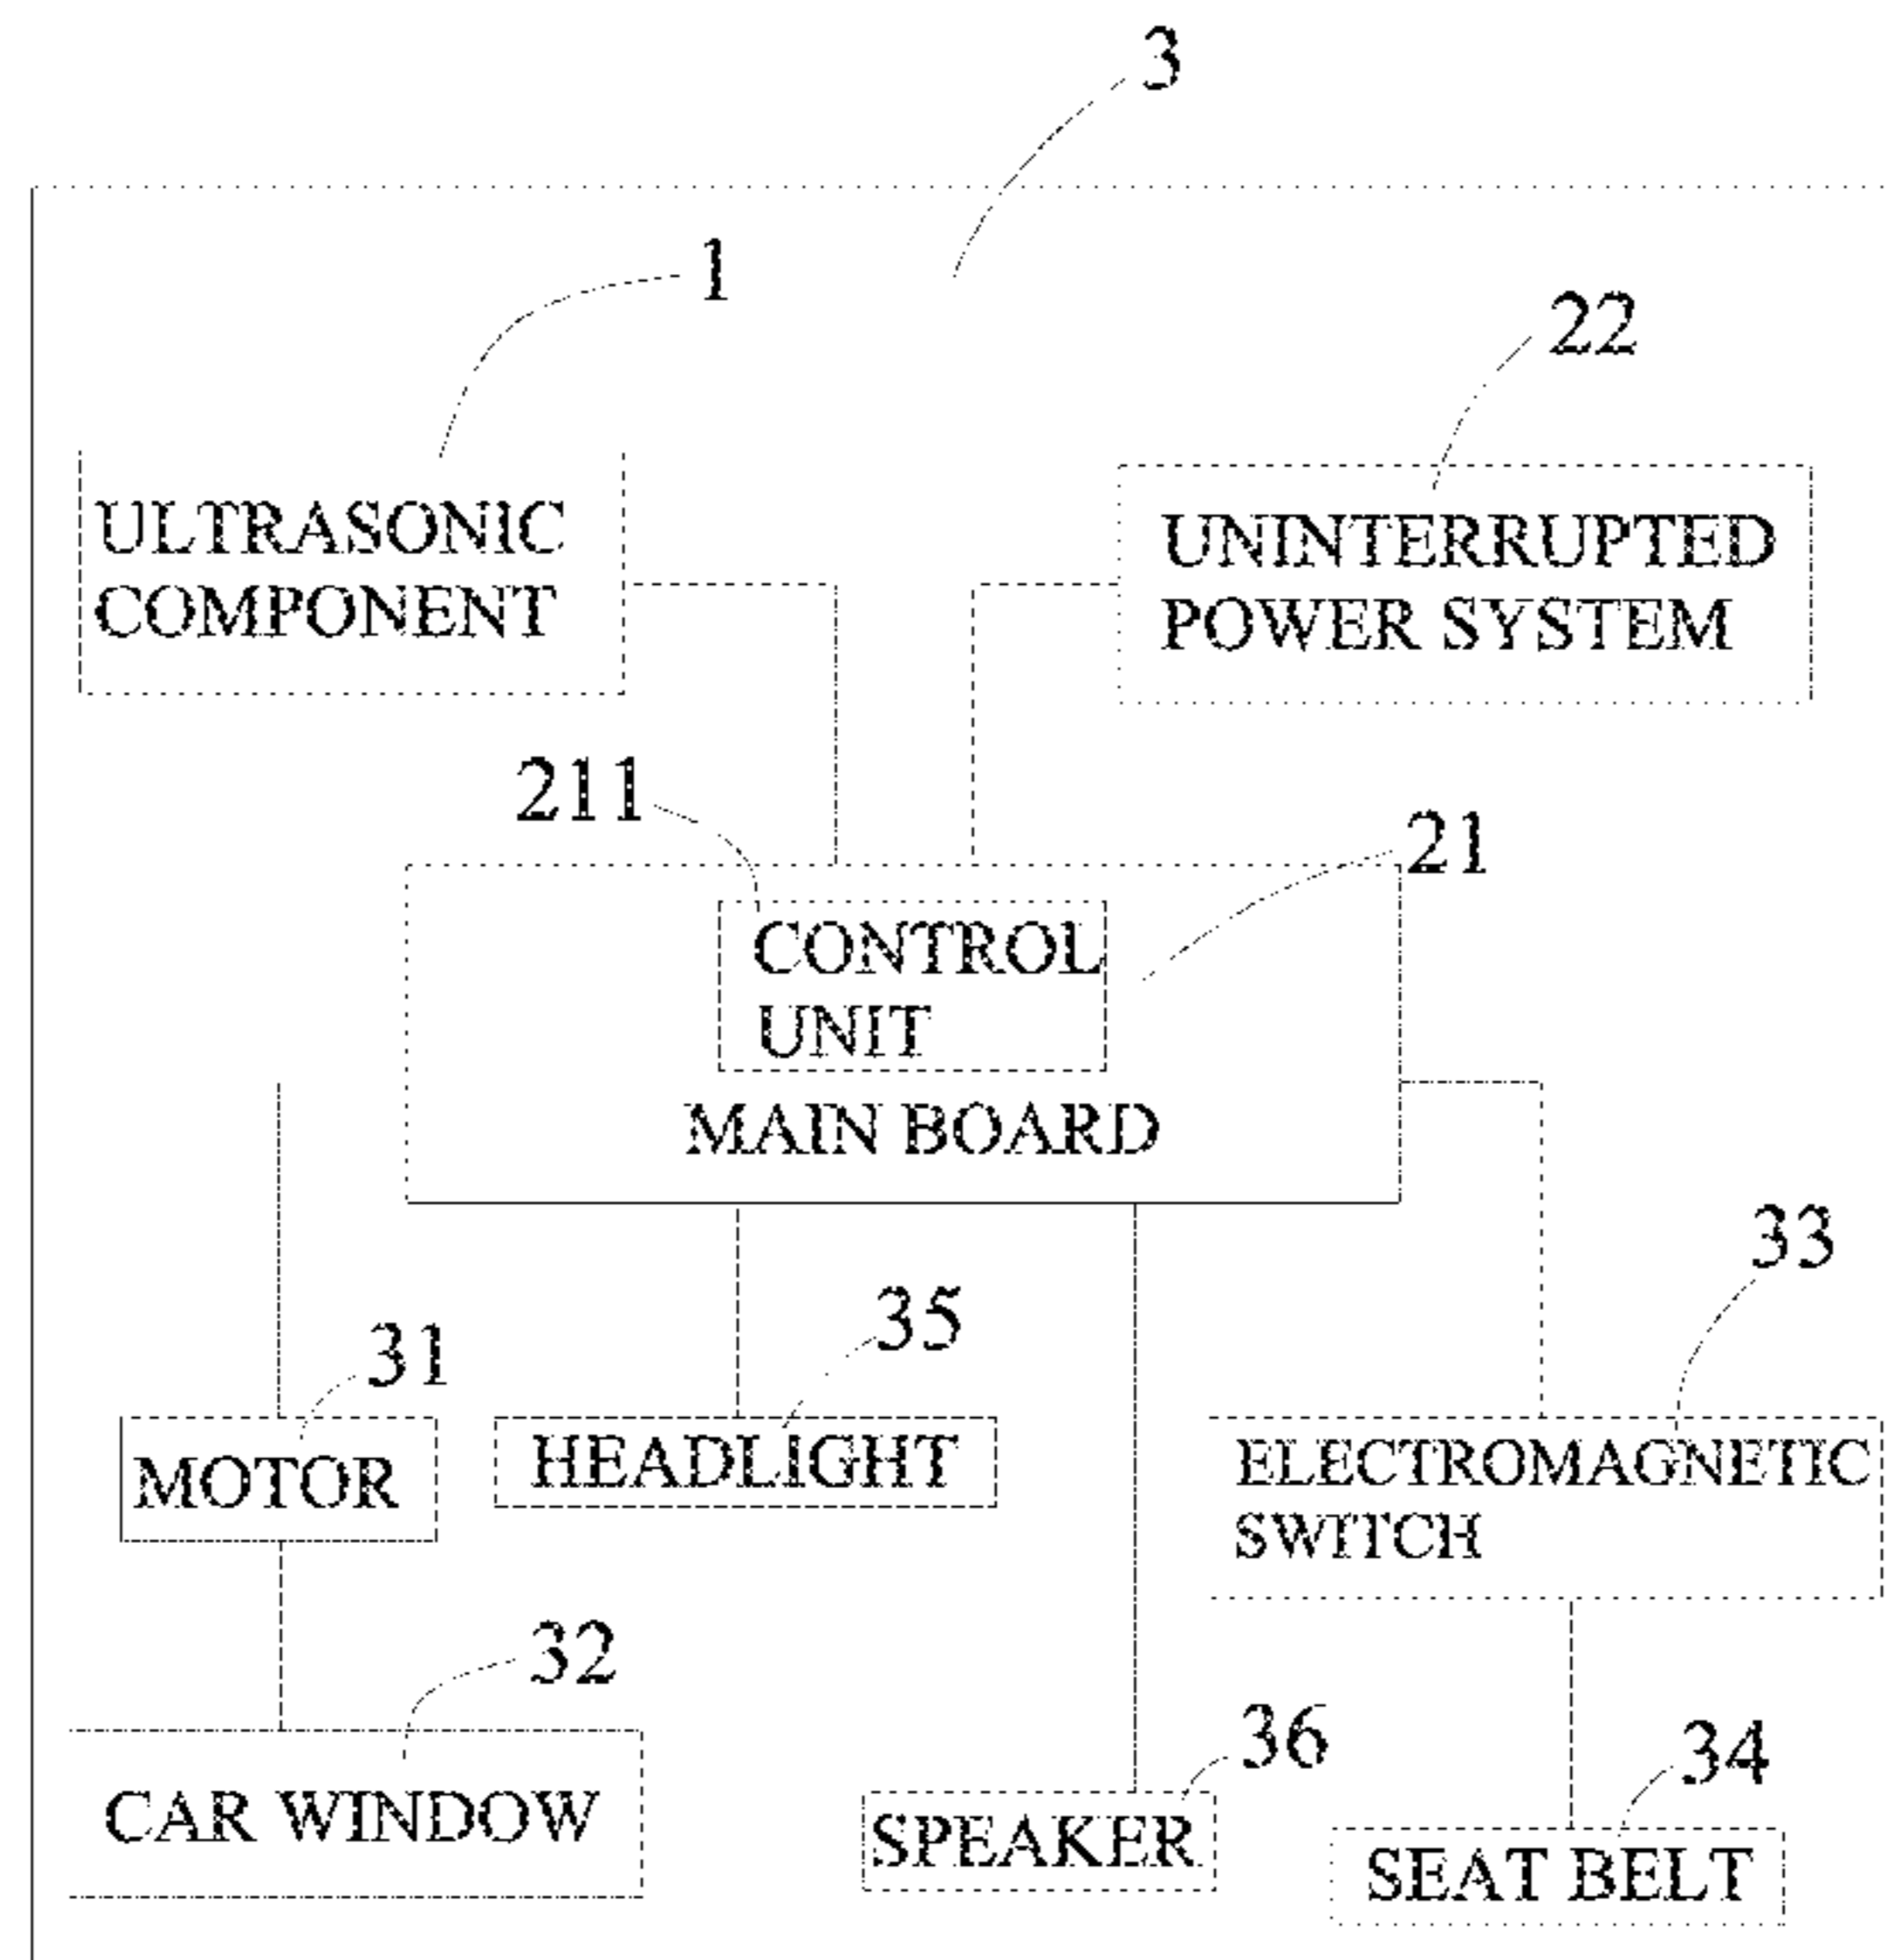 3
1
22
ULTRASONIC
COMPONENT
UNINTERRUPTED
POWER SYSTEM
211
21
CONTROL
UNIT
MAIN BOARD
33
35
31
MOTOR
HEADLIGHT
ELECTROMAGNETIC
SWITCH
32
36
34
CAR WINDOW
SPEAKER
SEAT BELT